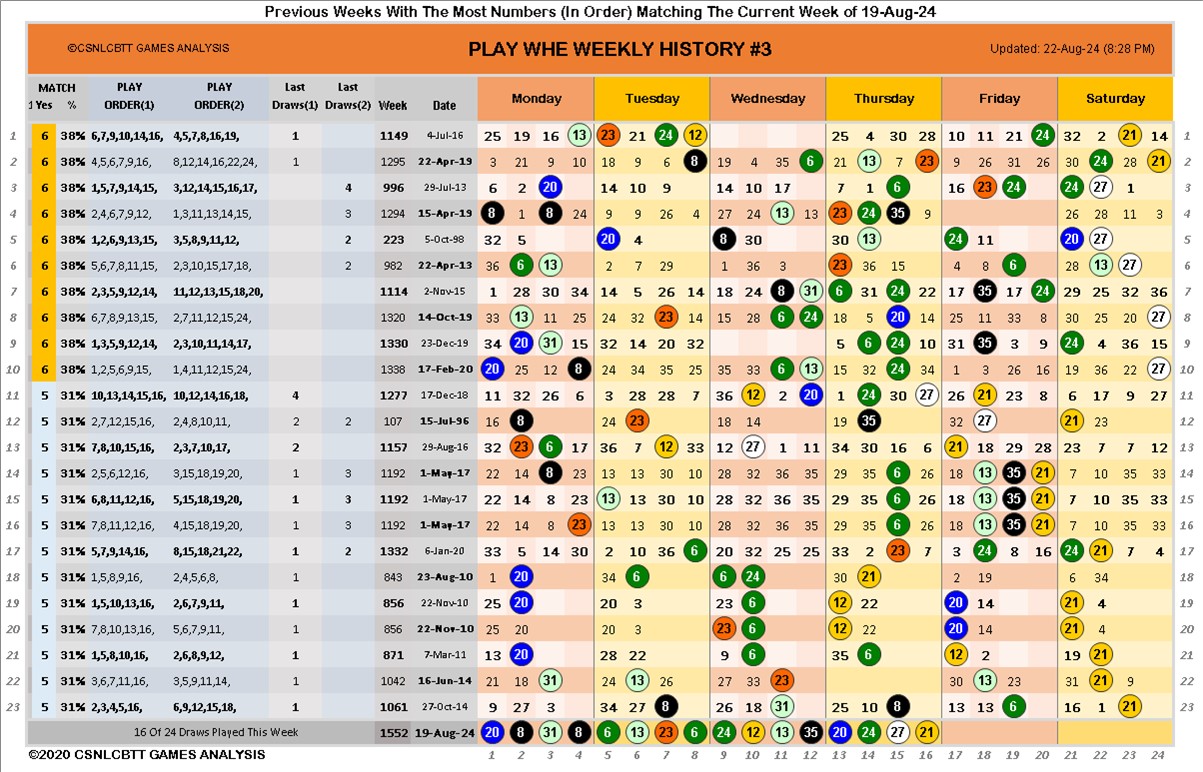 Previous Weeks With The Most Numbers (In Order) Matching The Current Week of 19-Aug-24
©CSNLCBTT GAMES ANALYSIS PLAY WHE WEEKLY HISTORY #3 Updated: 22-Aug-24 (8:28 PM)
MATCH PLAY PLAY Last Last
Yes % ORDER(1) ORDER(2) Draws(1) Draws(2) Week Date Monday Tuesday Wednesday Thursday Friday Saturday
1 6 38% 6,7,9,10,14,16, 4,5,7,8,16,19, 1 1149 4-Jul-16 25 19 16 13 23 21 24 12 25 4 30 28 10 11 21 24 32 2 23 14 1
2 6 38% 4,5,6,7,9,16, 8,12,14,16,22,24, 1 1295 22-Apr-19 3 21 9 10 18 9 6 8 19 4 35 6 21 13 7 23 9 26 31 26 30 24 28 21 2
3 6 38% 1,5,7,9,14,15, 3,12,14,15,16,17, 4 996 29-Jul-13 6 2 20 14 10 9 14 10 17 7 1 6 16 23 24 24 27 1 3
4 6 38% 2,4,6,7,9,12, 1,3,11,13,14,15, 3 1294 15-Apr-19 8 1 8 24 9 9 26 4 27 24 13 13 23 24 35 9 26 28 11 3 4
5 6 38% 1,2,6,9,13,15, 3,5,8,9,11,12, 2 223 5-Oct-98 32 5 20 4 8 30 30 13 24 11 20 27 5
6 6 38% 5,6,7,8,11,15, 2,3,10,15,17,18, 2 982 22-Apr-13 36 6 13 2 7 29 1 36 3 23 36 15 4 8 6 28 13 27 6
7 6 38% 2,3,5,9,12,14, 11,12,13,15,18,20, 1114 2-Nov-15 1 28 30 34 14 5 26 14 18 24 8 31 6 31 24 22 17 35 17 24 29 25 32 36 7
8 6 38% 6,7,8,9,13,15, 2,7,11,12,15,24, 1320 14-Oct-19 33 13 11 25 24 32 23 14 15 28 6 24 18 5 20 14 25 11 33 8 30 25 20 27 8
9 6 38% 1,3,5,9,12,14, 2,3,10,11,14,17, 1330 23-Dec-19 34 20 31 15 32 14 20 32 5 6 24 10 31 35 3 9 24 4 36 15 9
10 6 38% 1,2,5,6,9,15, 1,4,11,12,15,24, 1338 17-Feb-20 20 25 12 8 24 34 35 25 35 33 6 13 15 32 24 34 1 3 26 1 19 36 22 27 10
11 5 31% 10,13,14,15,16, 10,12,14,16,18, 4 1277 17-Dec-18 11 32 26 6 3 28 28 7 36 12 2 20 1 24 30 27 26 21 23 8 6 17 9 27 11
12 5 31% 2,7,12,15,16, 2,4,8,10,11, 2 2 107 15-Jul-96 16 8 24 23 18 14 19 35 32 27 21 23 12
13 5 31% 7,8,10,15,16, 2,3,7,10,17, 2 1157 29-Aug-16 32 23 6 17 36 7 12 33 12 27 1 11 34 30 16 6 21 18 29 28 23 7 7 12 13
14 5 31% 2,5,6,12,16, 3,15,18,19,20, 1 3 1192 1-May-17 22 14 8 23 13 13 30 10 28 32 36 35 29 35 6 26 18 13 35 21 7 10 35 33 14
15 5 31% 6,8,11,12,16, 5,15,18,19,20, 1 3 1192 1-May-17 22 14 8 23 13 13 30 10 28 32 36 35 29 35 6 26 18 13 35 21 7 10 35 33 15
16 5 31% 7,8,11,12,16, 4,15,18,19,20, 1 3 1192 1-May-17 22 14 8 23 13 13 30 10 28 32 36 35 29 35 6 26 18 13 35 21 7 10 35 33 16
17 5 31% 5,7,9,14,16, 8,15,18,21,22, 1 2 1332 6-Jan-20 33 5 14 30 2 10 36 6 20 32 25 25 33 2 23 7 3 24 8 16 24 21 7 4 17
18 5 31% 1,5,8,9,16, 2,4,5,6,8, 1 843 23-Aug-10 1 20 34 6 6 24 30 21 2 19 6 34 18
19 5 31% 1,5,10,13,16, 2,6,7,9,11, 1 856 22-Nov-10 25 20 20 3 23 6 12 22 20 14 21 4 19
20 5 31% 7,8,10,13,16, 5,6,7,9,11, 1 856 22-Nov-10 25 20 20 3 23 6 12 22 20 14 21 4 20
21 5 31% 1,5,8,10,16, 2,6,8,9,12, 1 871 7-Mar-11 13 20 28 22 9 6 35 6 12 2 19 21 21
22 5 31% 3,6,7,11,16, 3,5,9,11,14, 1 1042 16-Jun-14 21 18 31 24 13 26 27 33 23 30 13 23 31 21 9 22
23 5 31% 2,3,4,5,16, 6,9,12,15,18, 1 1061 27-Oct-14 9 27 3 34 27 8 26 18 31 25 10 8 13 13 6 16 1 21 23
16 Of 24 Draws Played This Week 1552 19-Aug-24 20 8 31 8 6 13 23 6 24 12 13 35 20 24 27 21
©2020 CSNLCBTT GAMES ANALYSIS 1 2 3 4 5 6 7 8 9 10 11 12 13 14 15 16 17 18 19 20 21 22 23 24